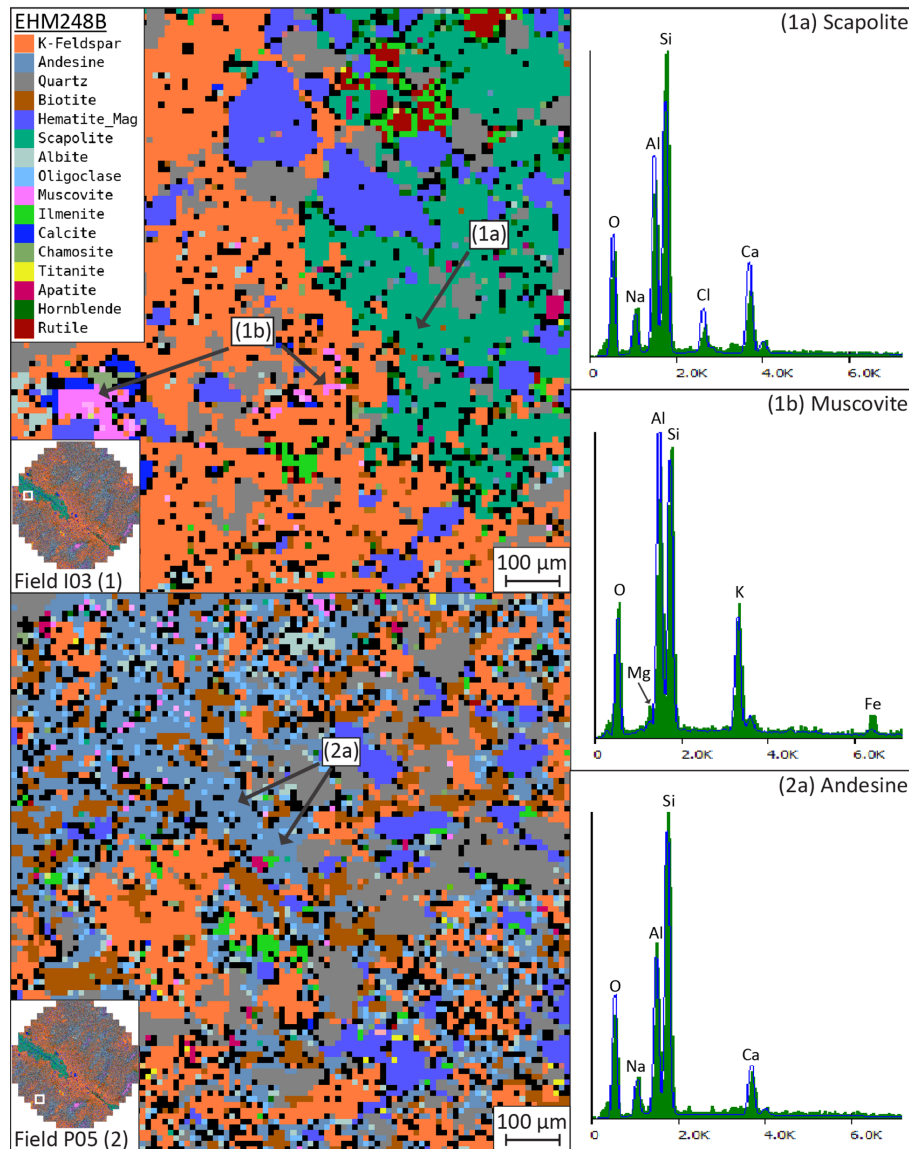 EHM248B
K-Feldspar
Andesine
Quartz
Biotite
Hematite_Mag
Scapolite
Albite
Oligoclase
Muscovite
Ilmenite
Calcite
Chamosite
Titanite
Apatite
Hornblende
Rutile
(1a)
(1b)
Field I03 (1)
100 µm
(2a)
Field P05 (2)
100 µm
(1a) Scapolite
Si
Al
O
Na
Cl
Ca
0 2.0K 4.0K 6.0K
(1b) Muscovite
Al
Si
O
K
Mg
Fe
0 2.0K 4.0K 6.0K
(2a) Andesine
Si
Al
O
Na
Ca
0 2.0K 4.0K 6.0K